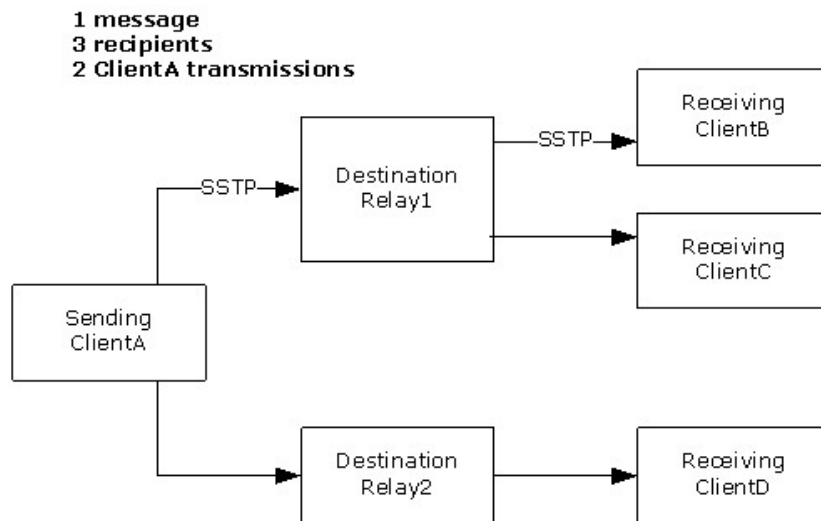 1 message
3 recipients
2 ClientA transmissions
Receiving
ClientB
SSTP
Destination
Relay1
SSTP
Receiving
ClientC
Sending
ClientA
Destination
Relay2
Receiving
ClientD